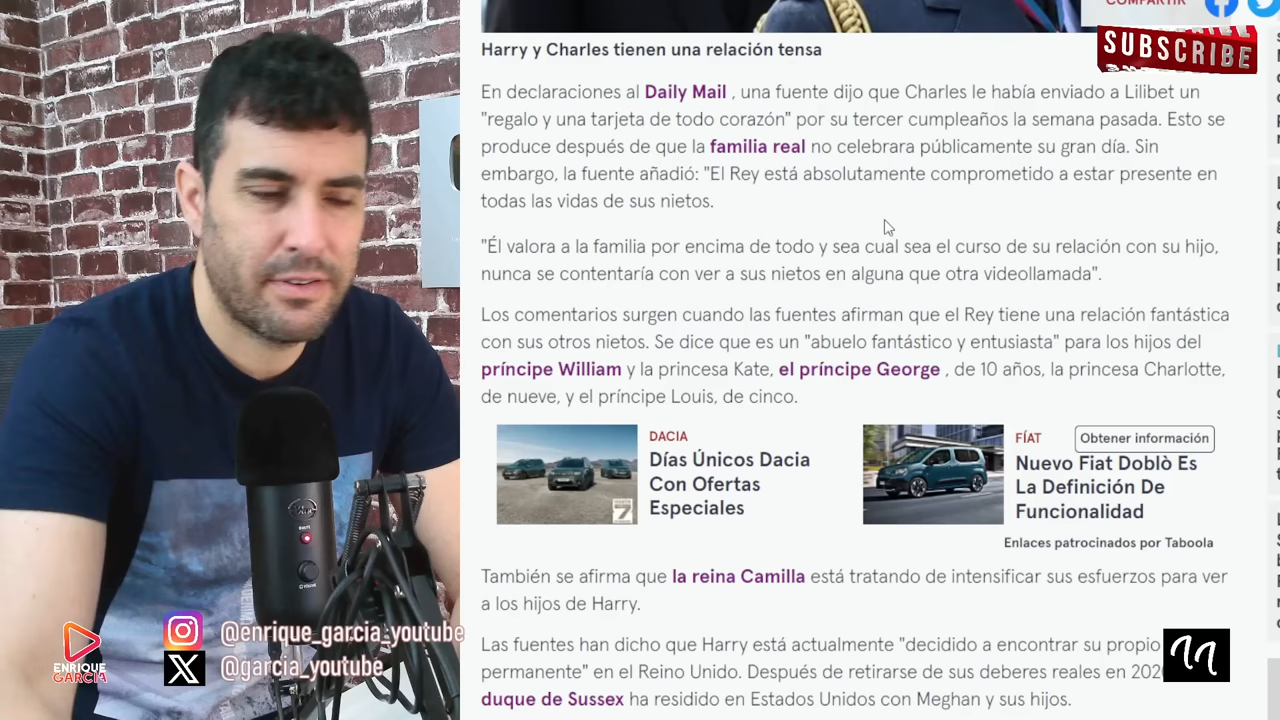 COMPARTIR
SUBSCRIBE
Harry y Charles tienen una relación tensa
En declaraciones al Daily Mail , una fuente dijo que Charles le había enviado a Lilibet un
"regalo y una tarjeta de todo corazón" por su tercer cumpleaños la semana pasada. Esto se
produce después de que la familia real no celebrara públicamente su gran día. Sin
embargo, la fuente añadió: "El Rey está absolutamente comprometido a estar presente en
todas las vidas de sus nietos.
"Él valora a la familia por encima de todo y sea cual sea el curso de su relación con su hijo,
nunca se contentaría con ver a sus nietos en alguna que otra videollamada".
Los comentarios surgen cuando las fuentes afirman que el Rey tiene una relación fantástica
con sus otros nietos. Se dice que es un "abuelo fantástico y entusiasta" para los hijos del
príncipe William y la princesa Kate, el príncipe George , de 10 años, la princesa Charlotte,
de nueve, y el príncipe Louis, de cinco.
DACIA
Días Únicos Dacia
Con Ofertas
Especiales
FÍAT
Obtener información
Nuevo Fiat Doblò Es
La Definición De
Funcionalidad
Enlaces patrocinados por Taboola
También se afirma que la reina Camilla está tratando de intensificar sus esfuerzos para ver
a los hijos de Harry.
Las fuentes han dicho que Harry está actualmente "decidido a encontrar su propio
permanente" en el Reino Unido. Después de retirarse de sus deberes reales en 202
duque de Sussex ha residido en Estados Unidos con Meghan y sus hijos.
@enrique_garcia_youtube
@garcia_youtube
ENRIQUE
GARCIA